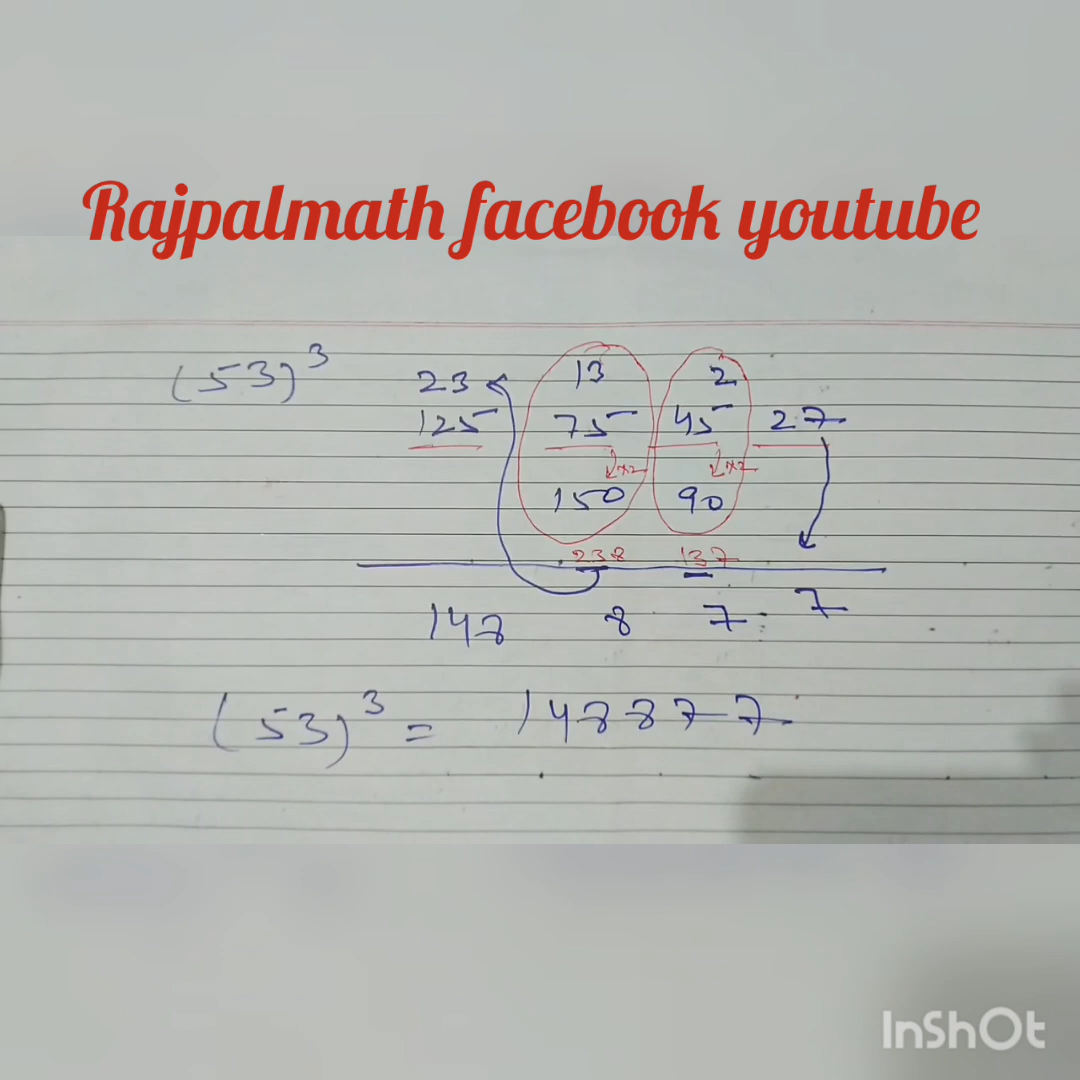 Rajpalmath facebook youtube
(53)³ 23 13 2
125 75 45 27
×2 ×2
150 90
238 137
148 8 7 7
(53)³ = 148877
InShOt